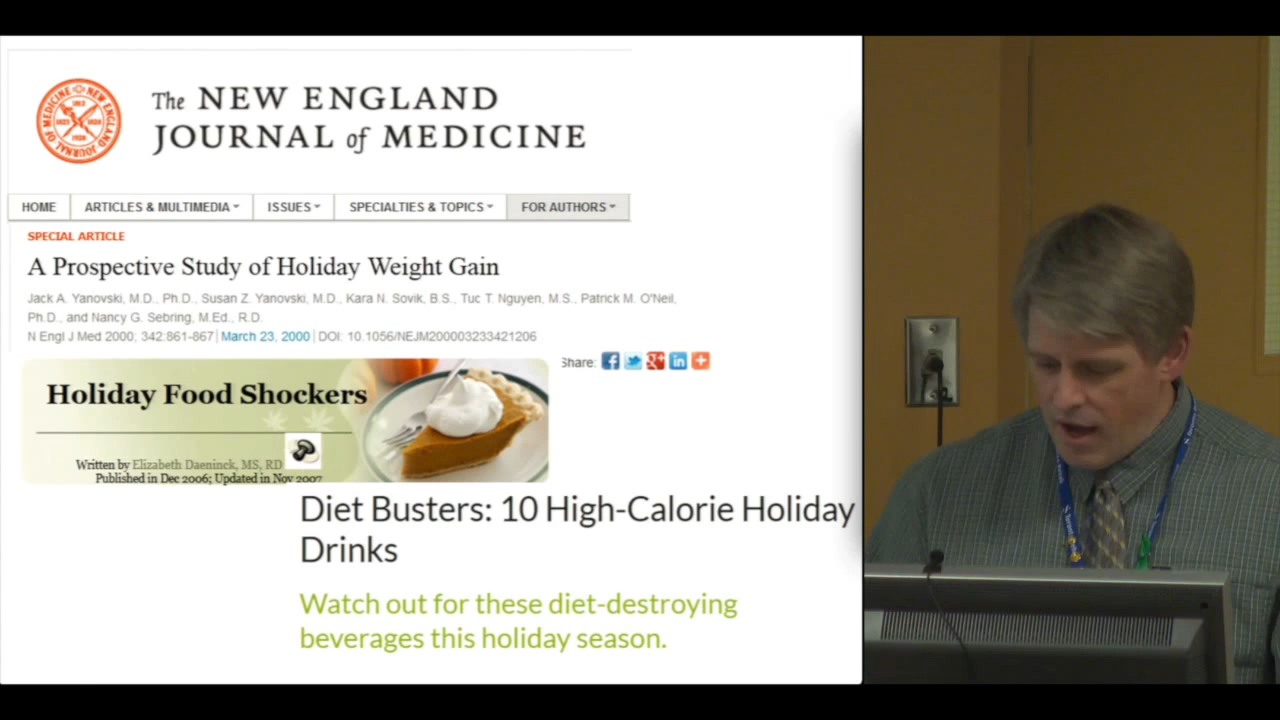 The NEW ENGLAND
JOURNAL of MEDICINE
HOME ARTICLES & MULTIMEDIA ISSUES SPECIALTIES & TOPICS FOR AUTHORS
SPECIAL ARTICLE
A Prospective Study of Holiday Weight Gain
Jack A. Yanovski, M.D., Ph.D., Susan Z. Yanovski, M.D., Kara N. Sovik, B.S., Tuc T. Nguyen, M.S., Patrick M. O'Neil,
Ph.D., and Nancy G. Sebring, M.Ed., R.D.
N Engl J Med 2000; 342:861-867 | March 23, 2000 | DOI: 10.1056/NEJM200003233421206
Share:
Holiday Food Shockers
Written by Elizabeth Daeninck, MS, RD
Published in Dec 2006; Updated in Nov 2007
Diet Busters: 10 High-Calorie Holiday
Drinks
Watch out for these diet-destroying
beverages this holiday season.